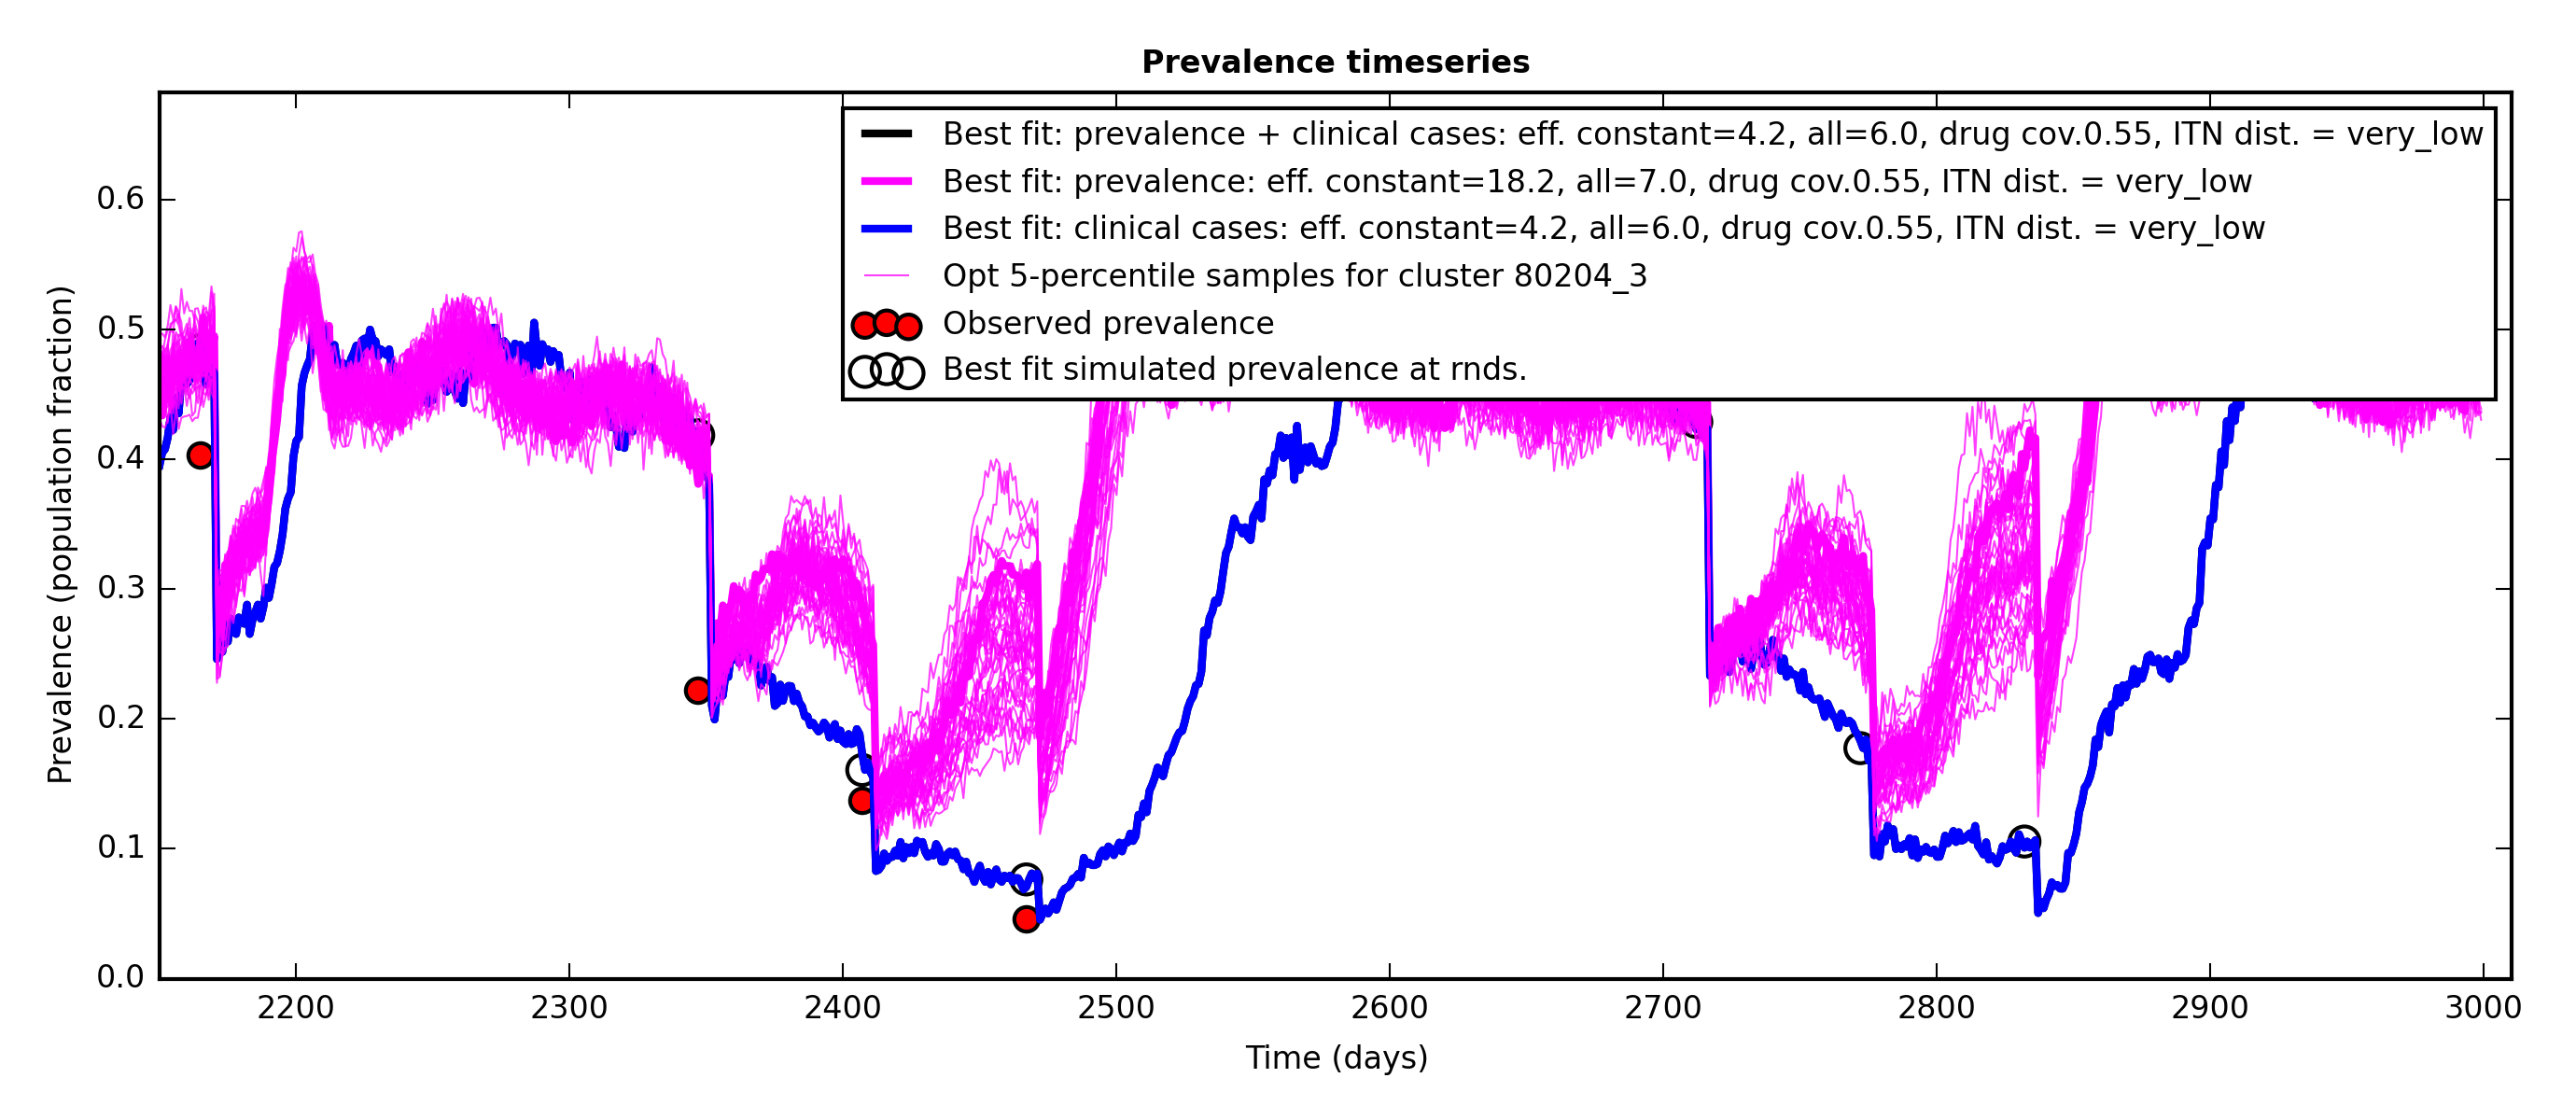 Prevalence timeseries
Best fit: prevalence + clinical cases: eff. constant=4.2, all=6.0, drug cov.0.55, ITN dist. = very_low
Best fit: prevalence: eff. constant=18.2, all=7.0, drug cov.0.55, ITN dist. = very_low
Best fit: clinical cases: eff. constant=4.2, all=6.0, drug cov.0.55, ITN dist. = very_low
Opt 5-percentile samples for cluster 80204_3
Observed prevalence
Best fit simulated prevalence at rnds.
Prevalence (population fraction)
0.6
0.5
0.4
0.3
0.2
0.1
0.0
2200 2300 2400 2500 2600 2700 2800 2900 3000
Time (days)